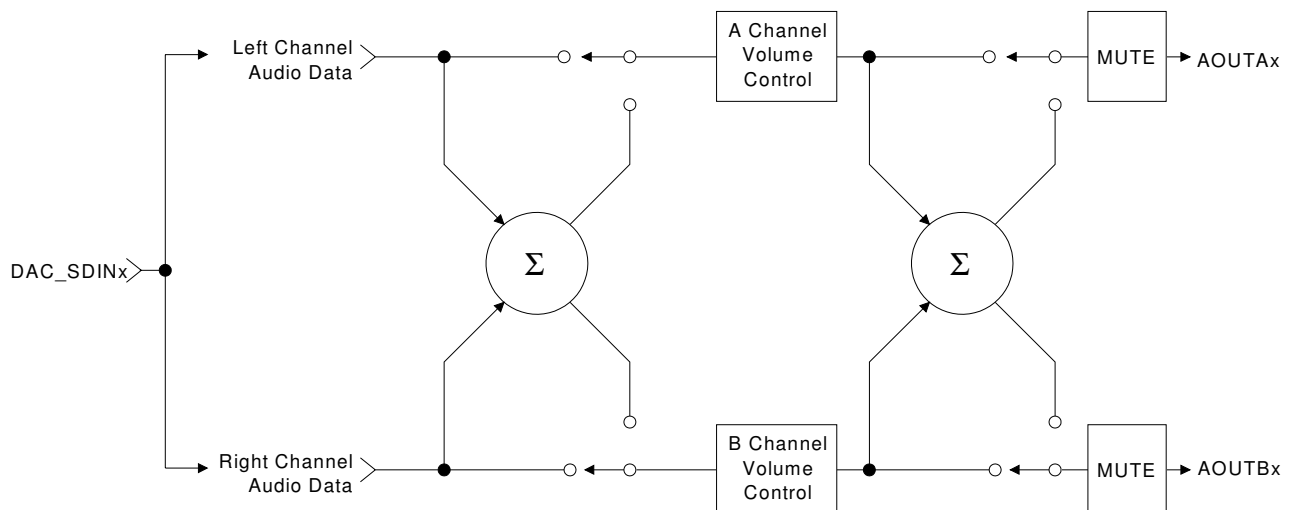 Left Channel
Audio Data
A Channel
Volume
Control
MUTE
AOUTAx
DAC_SDINx
Σ
Σ
Right Channel
Audio Data
B Channel
Volume
Control
MUTE
AOUTBx